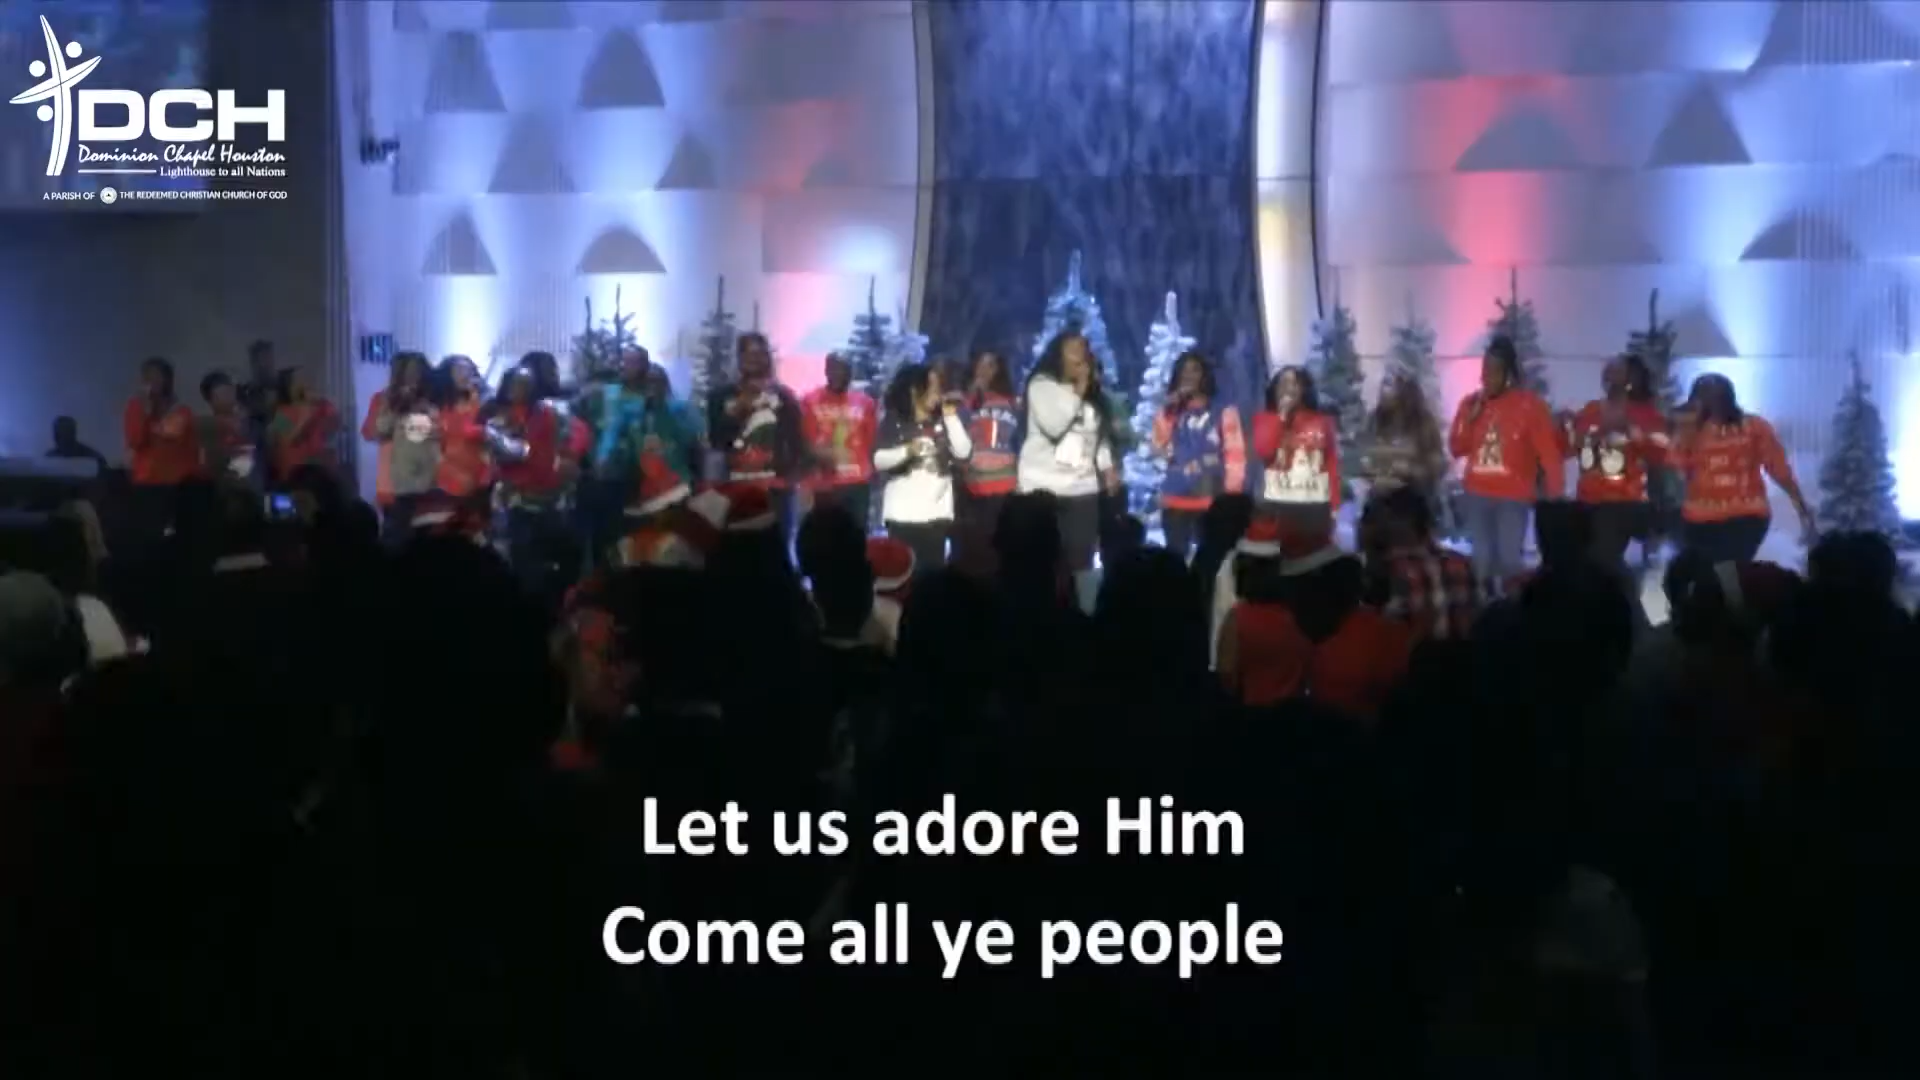 DCH
Dominion Chapel Houston
Lighthouse to all Nations
A PARISH OF THE REDEEMED CHRISTIAN CHURCH OF GOD
Let us adore Him
Come all ye people